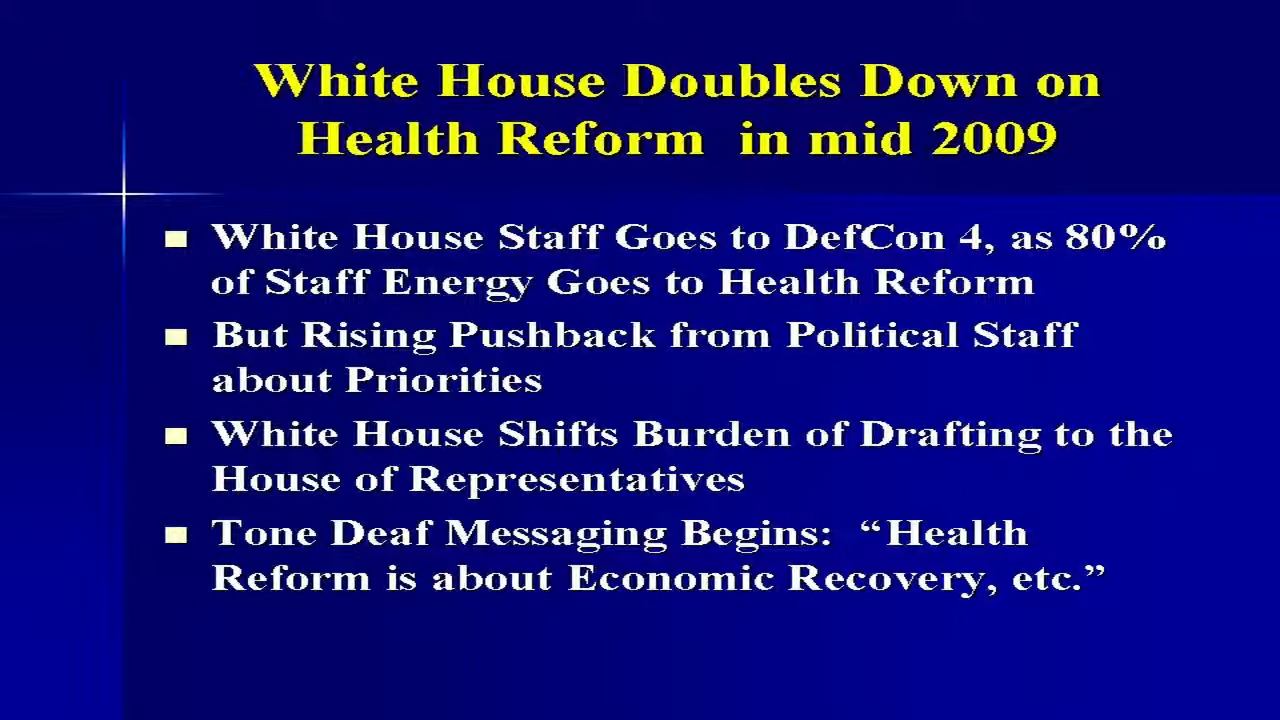 White House Doubles Down on
Health Reform in mid 2009
White House Staff Goes to DefCon 4, as 80%
of Staff Energy Goes to Health Reform
But Rising Pushback from Political Staff
about Priorities
White House Shifts Burden of Drafting to the
House of Representatives
Tone Deaf Messaging Begins: “Health
Reform is about Economic Recovery, etc.”